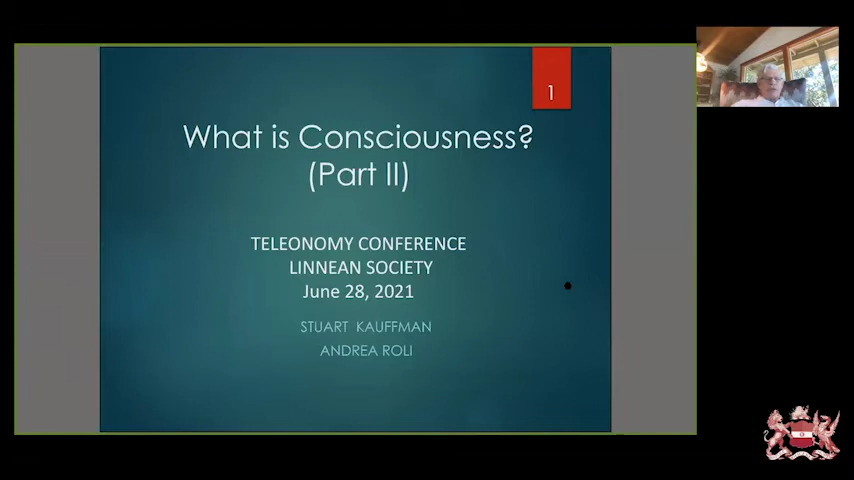 1
What is Consciousness?
(Part II)
TELEONOMY CONFERENCE
LINNEAN SOCIETY
June 28, 2021
STUART KAUFFMAN
ANDREA ROLI